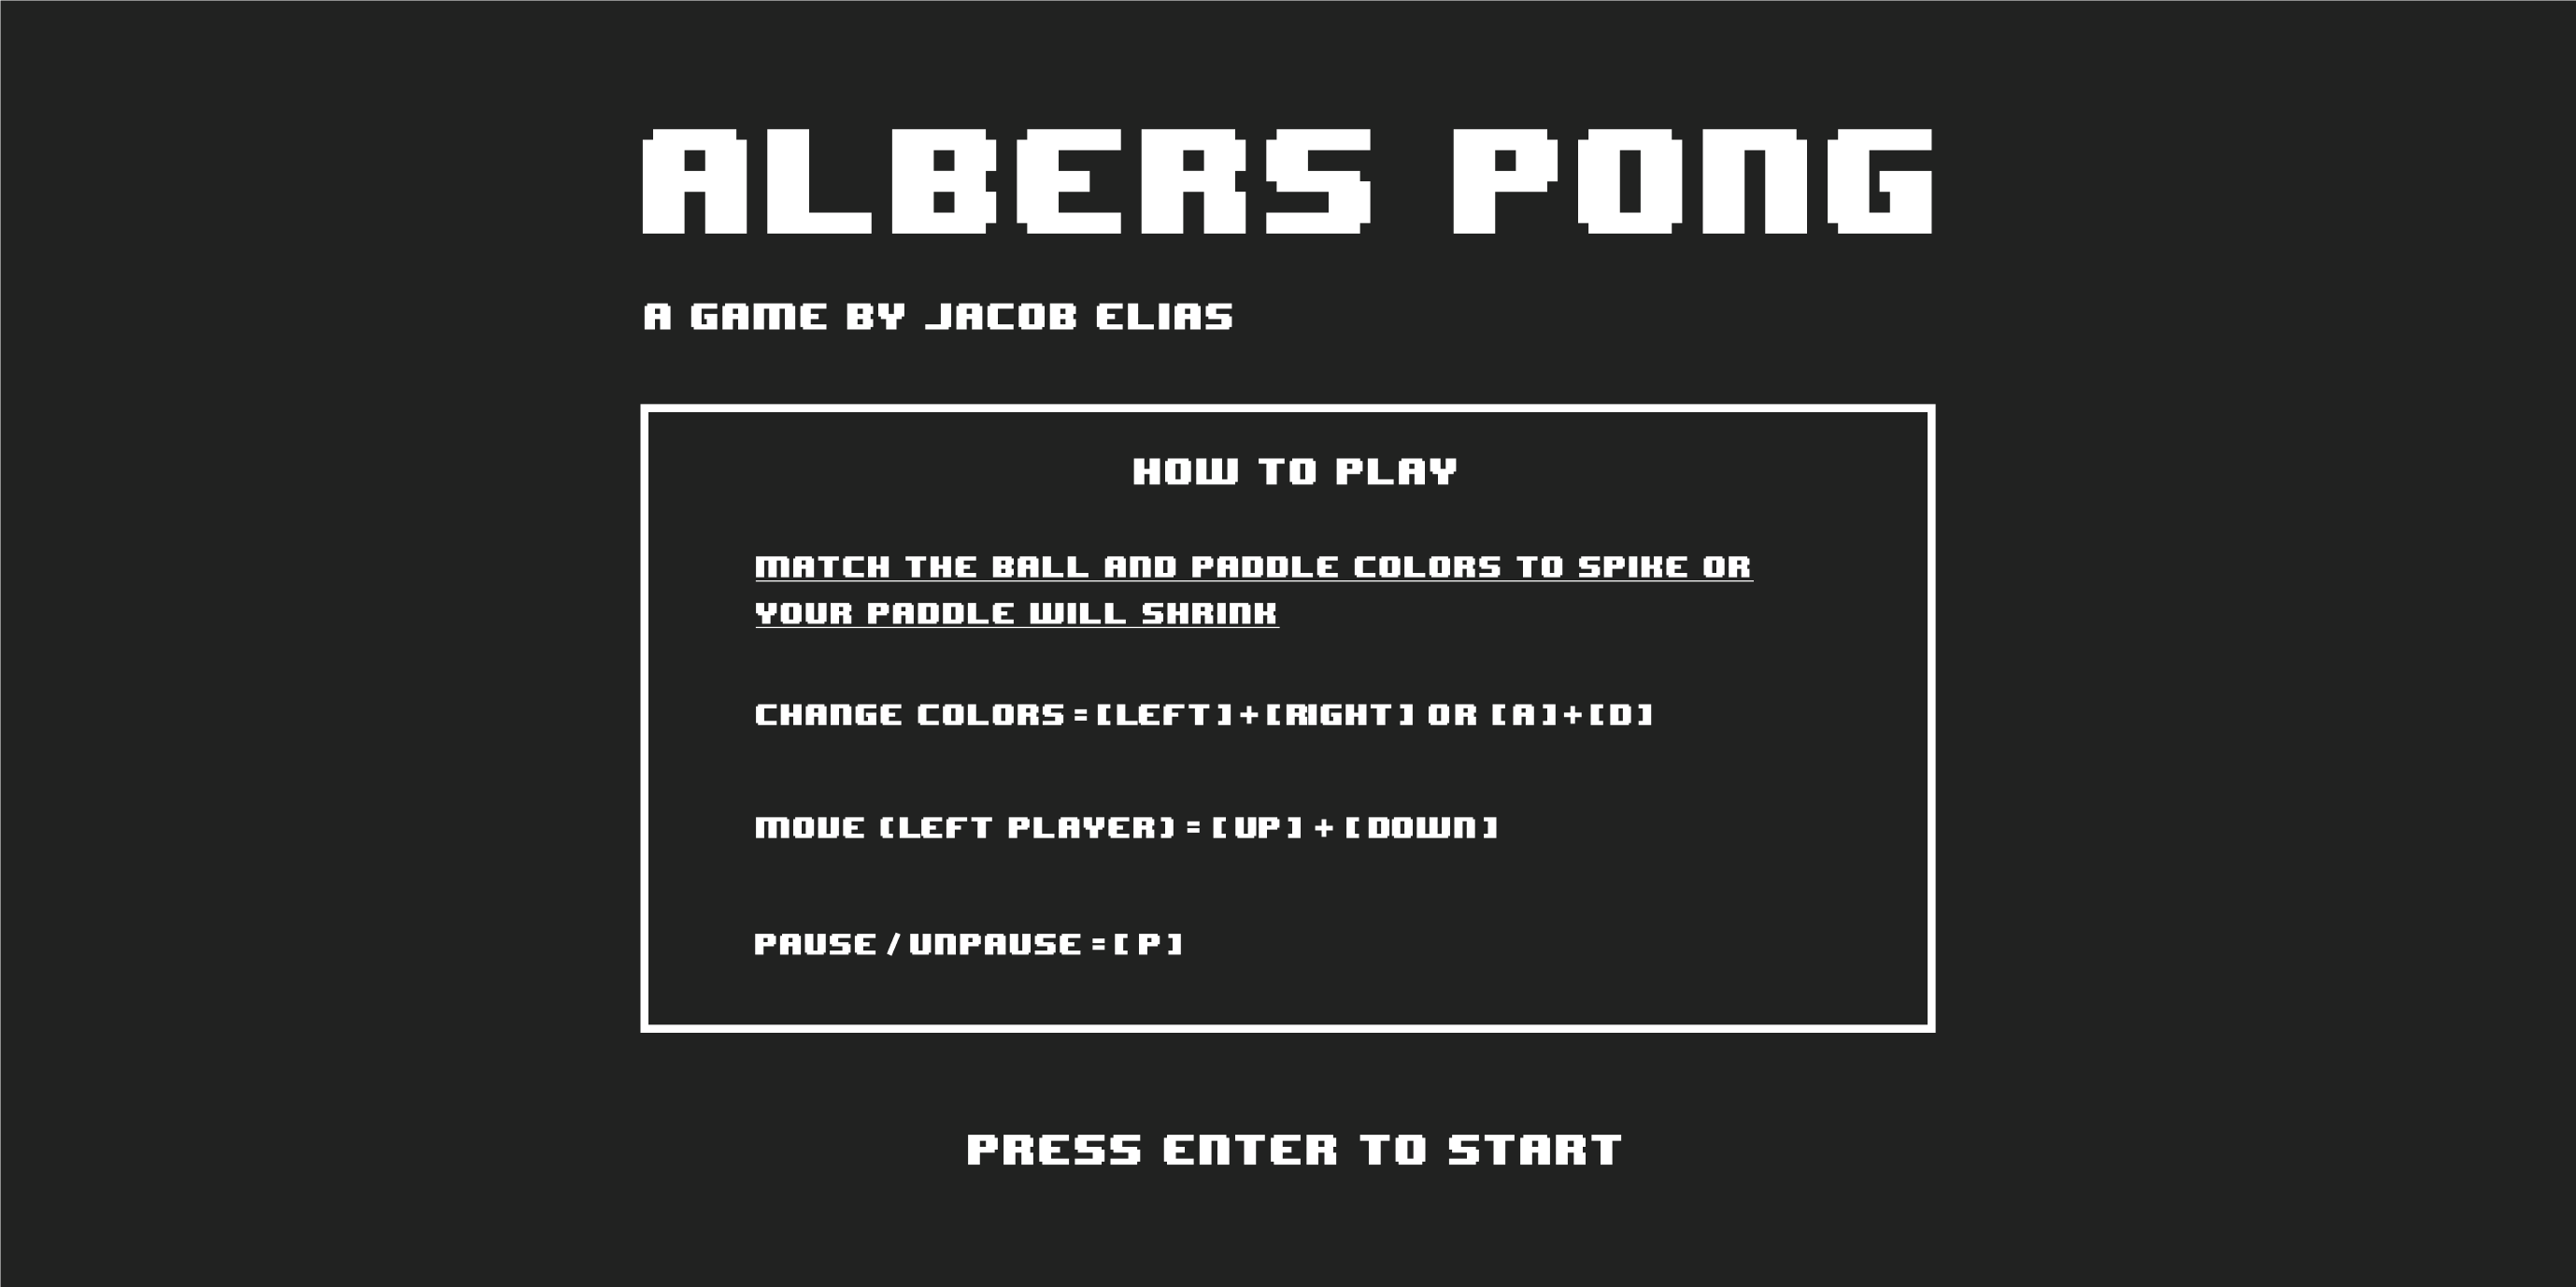 ALBERS PONG
A GAME BY JACOB ELIAS
HOW TO PLAY
MATCH THE BALL AND PADDLE COLORS TO SPIKE OR
YOUR PADDLE WILL SHRINK
CHANGE COLORS=[LEFT]+[RIGHT] OR [A]+[D]
MOVE (LEFT PLAYER) = [UP] + [DOWN]
PAUSE/UNPAUSE=[P]
PRESS ENTER TO START